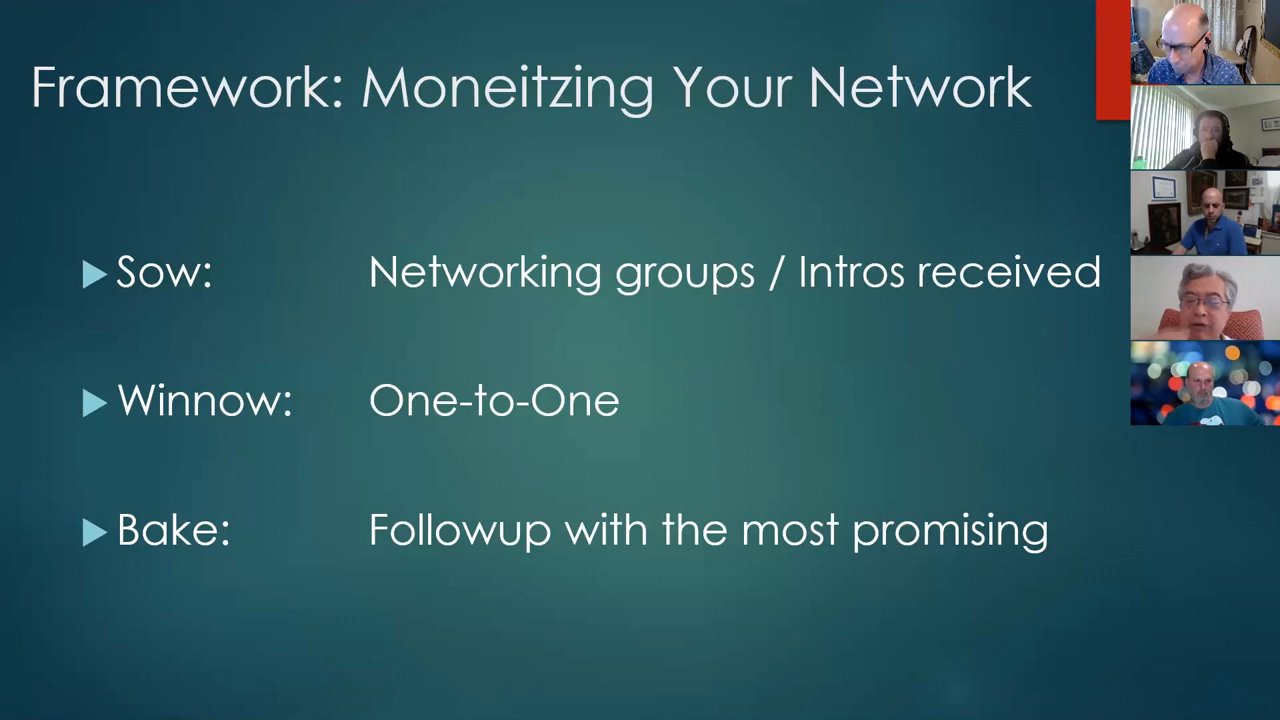 Framework: Moneitzing Your Network
Sow: Networking groups / Intros received
Winnow: One-to-One
Bake: Followup with the most promising